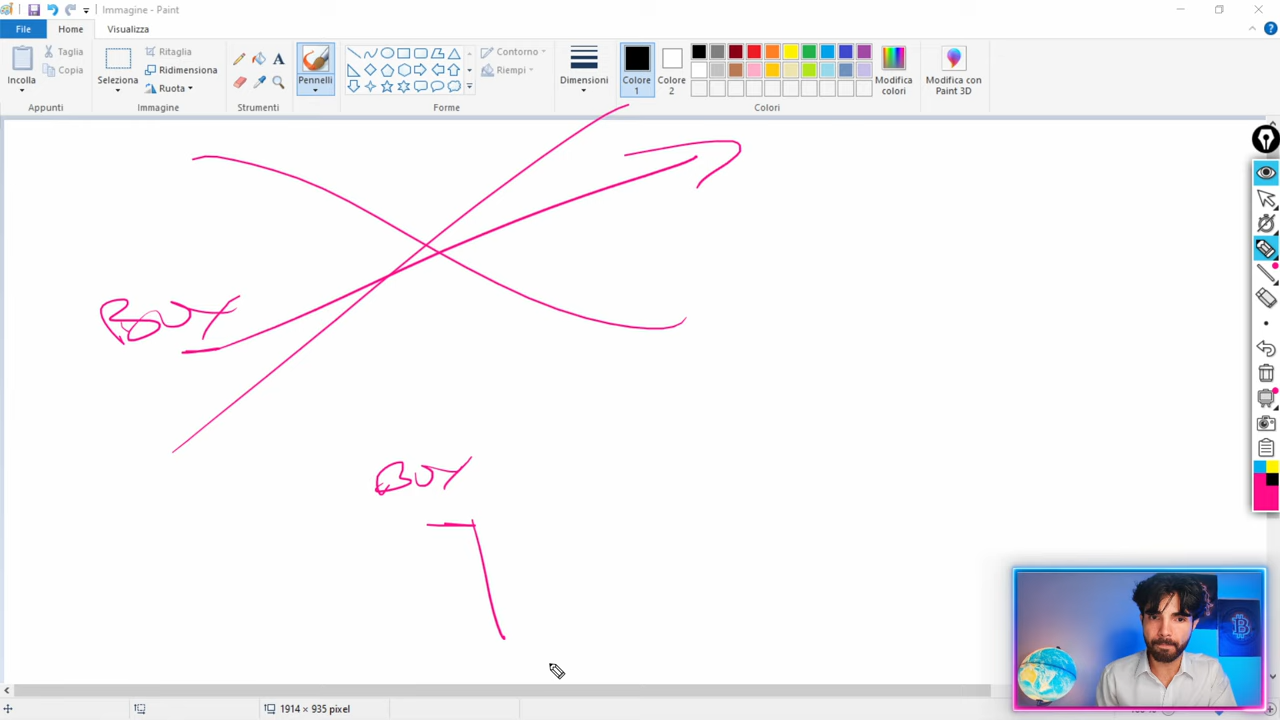 Immagine - Paint
File Home Visualizza
Incolla
Taglia
Copia
Appunti
Seleziona
Ritaglia
Ridimensiona
Ruota
Immagine
Strumenti
Pennelli
Forme
Contorno
Riempi
Dimensioni
Colore 1
Colore 2
Modifica colori
Colori
Modifica con Paint 3D
BUY
BUY
1914 × 935 pixel